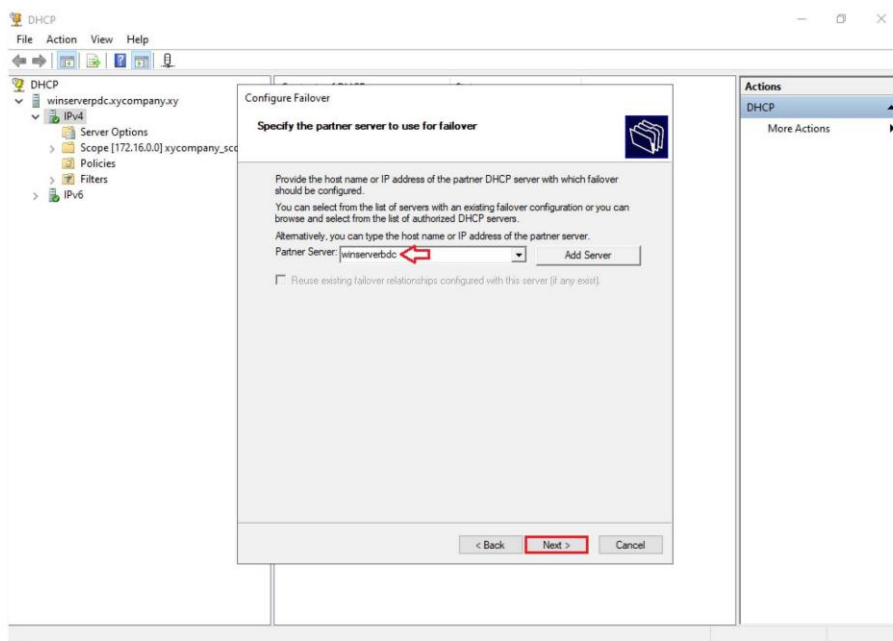 DHCP
File Action View Help
DHCP
winserverpdc.xycompany.xy
IPv4
Server Options
Scope [172.16.0.0] xycompany_sco
Policies
Filters
IPv6
Configure Failover
Specify the partner server to use for failover
Provide the host name or IP address of the partner DHCP server with which failover
should be configured.
You can select from the list of servers with an existing failover configuration or you can
browse and select from the list of authorized DHCP servers.
Alternatively, you can type the host name or IP address of the partner server.
Partner Server: winserverbdc Add Server
Reuse existing failover relationships configured with this server (if any exist).
< Back Next > Cancel
Actions
DHCP
More Actions